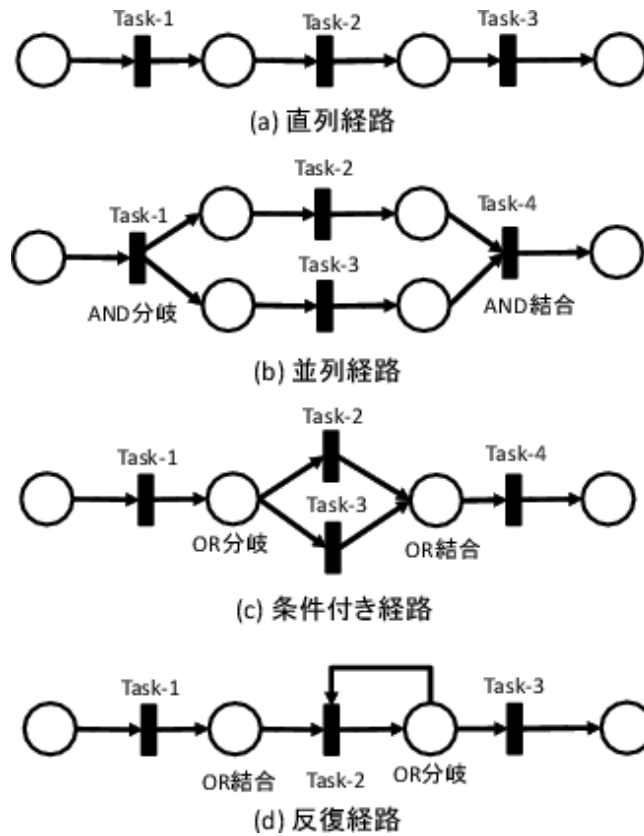 Task-1 Task-2 Task-3
(a) 直列経路
Task-2
Task-1 Task-4
Task-3
AND分岐 AND結合
(b) 並列経路
Task-2
Task-1 Task-4
Task-3
OR分岐 OR結合
(c) 条件付き経路
Task-1 Task-3
OR結合 Task-2 OR分岐
(d) 反復経路